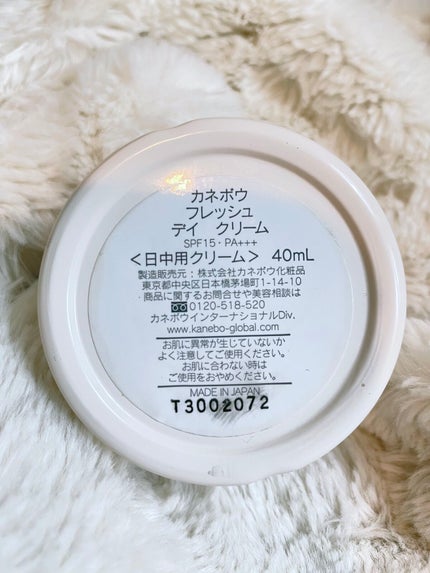 カネボウ
フレッシュ
デイ クリーム
SPF15・PA+++
<日中用クリーム> 40mL
製造販売元：株式会社カネボウ化粧品
東京都中央区日本橋茅場町1-14-10
商品に関するお問合せや美容相談は
0120-518-520
カネボウインターナショナルDiv.
www.kanebo-global.com
お肌に異常が生じていないか
よく注意してご使用ください。
お肌に合わない時は
ご使用をおやめください。
MADE IN JAPAN
T3002072